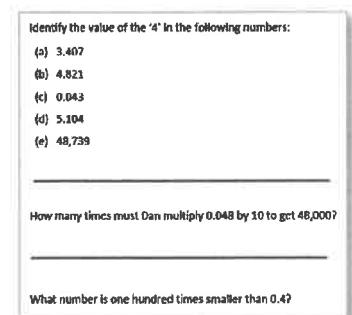 Identify the value of the '4' in the following numbers:
(a) 3.407
(b) 4.821
(c) 0.043
(d) 5.104
(e) 48,739
How many times must Dan multiply 0.048 by 10 to get 48,000?
What number is one hundred times smaller than 0.4?